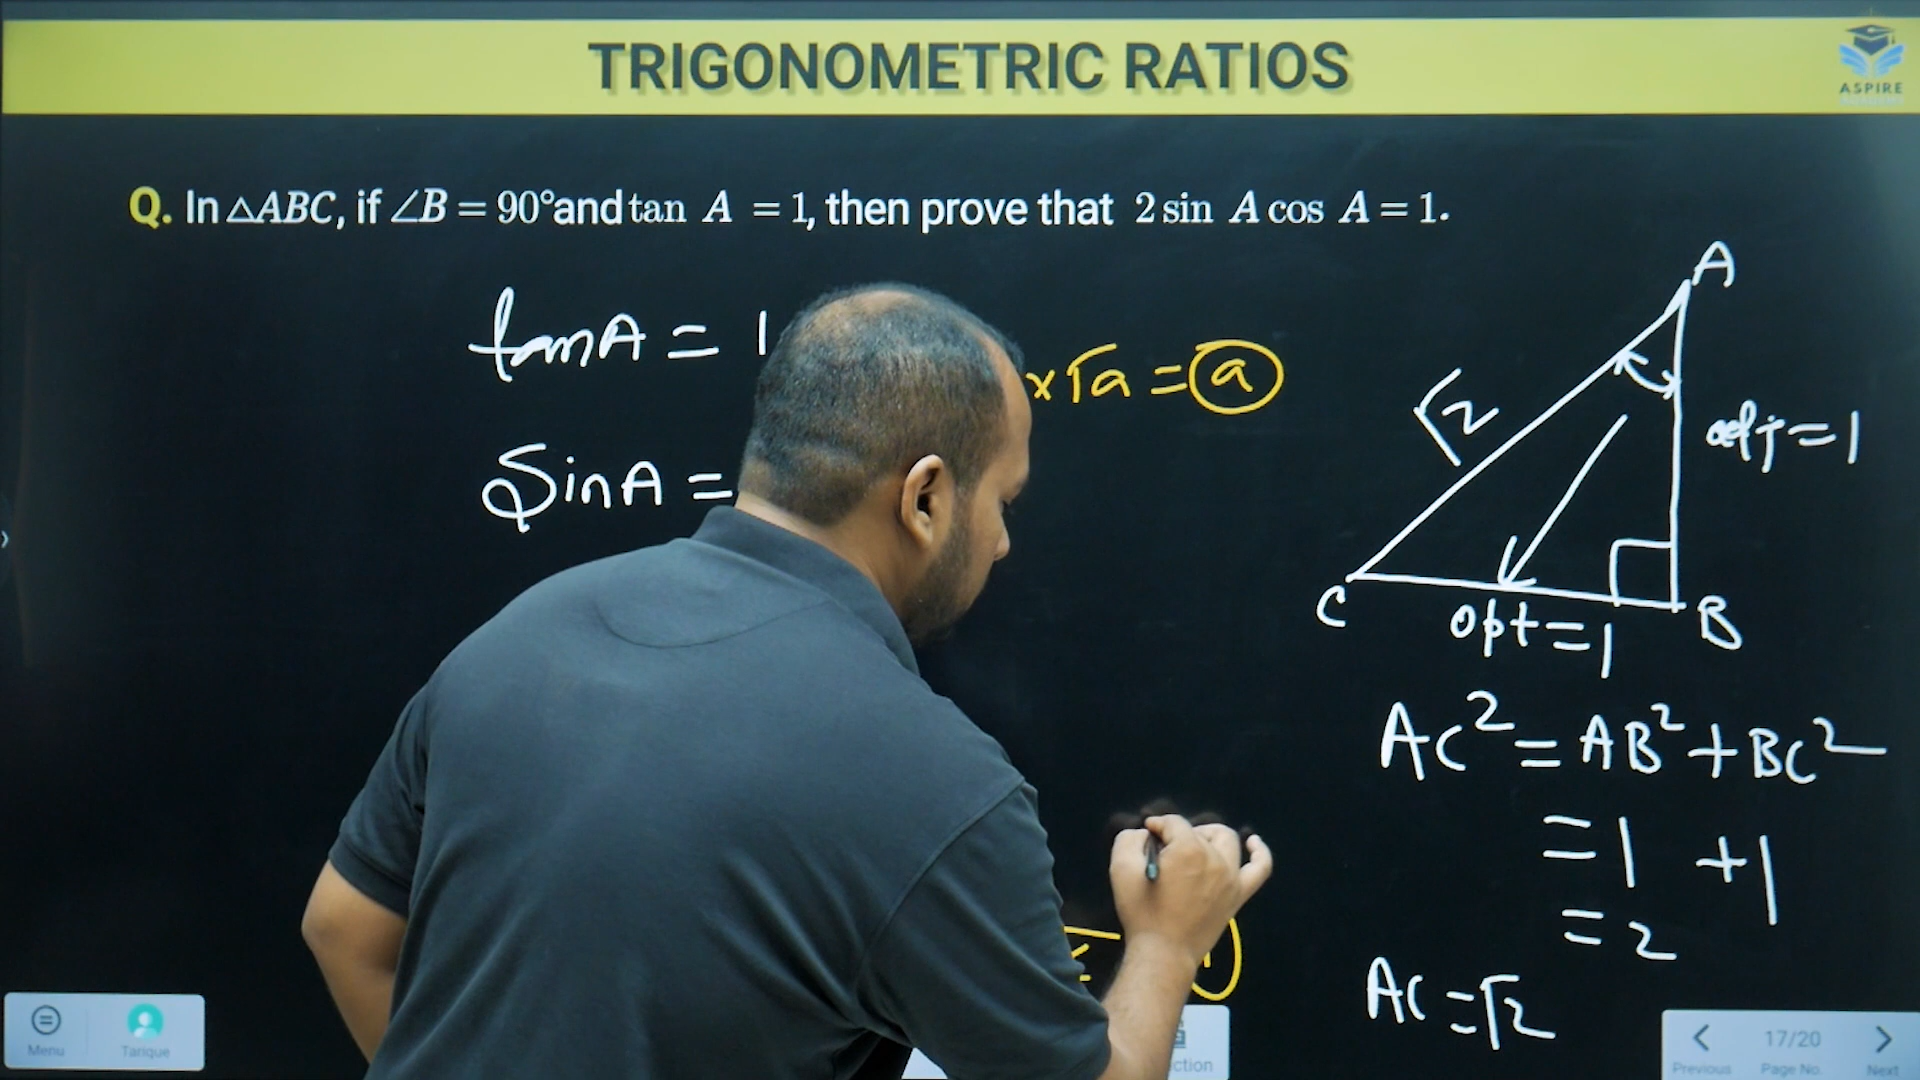 TRIGONOMETRIC RATIOS
ASPIRE
ACADEMY
Q. In △ABC, if ∠B = 90°and tan A = 1, then prove that 2 sin A cos A = 1.
tanA = 1
×√a = a
SinA =
A
√2
adj = 1
C
B
opt = 1
AC² = AB² + BC²
= 1 + 1
= 2
AC = √2
Menu
Tarique
ction
Previous
17/20
Page No.
Next